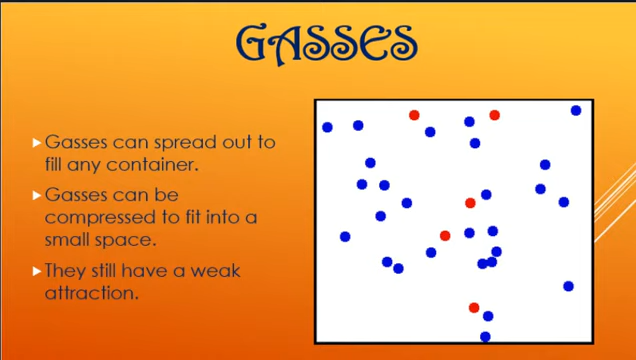 GASSES
Gasses can spread out to
fill any container.
Gasses can be
compressed to fit into a
small space.
They still have a weak
attraction.